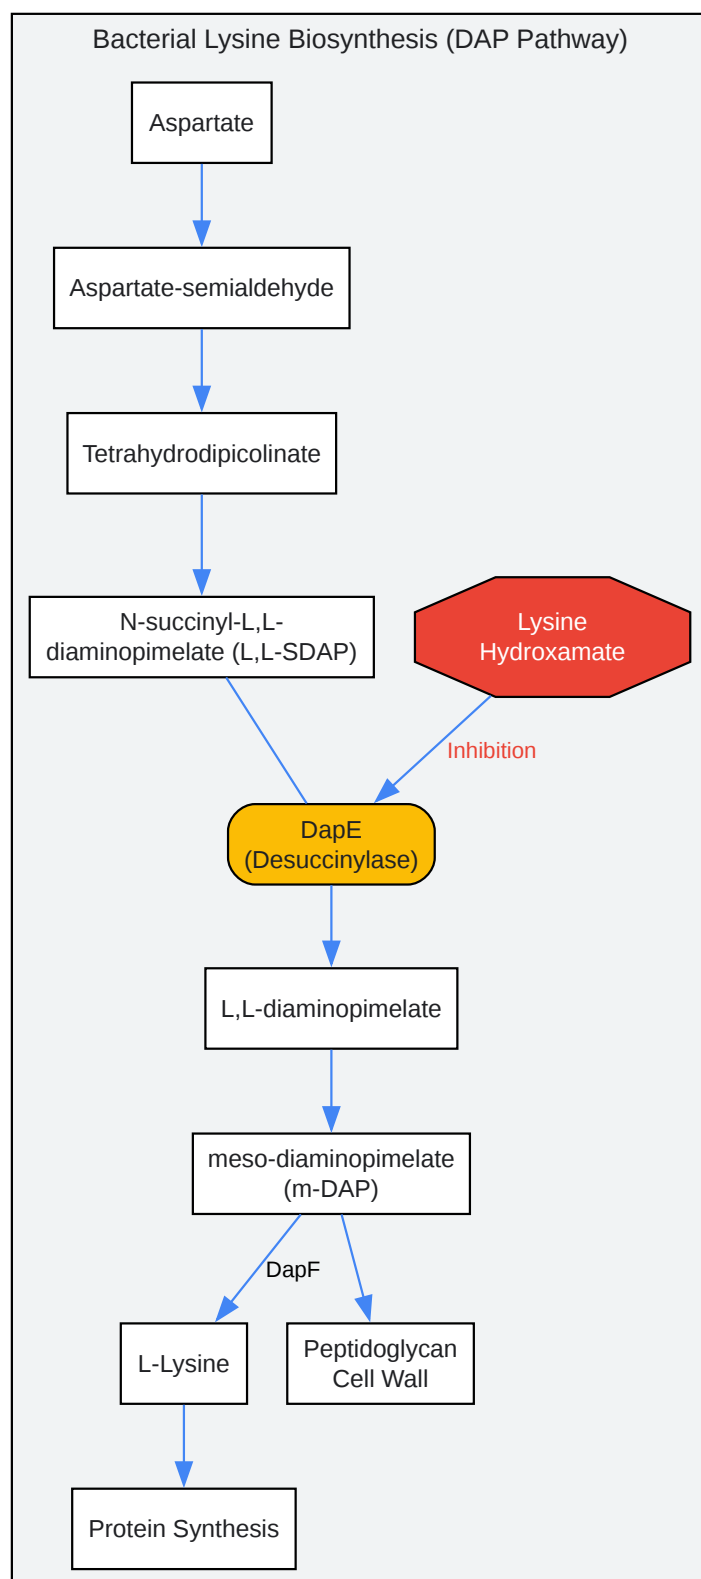 Bacterial Lysine Biosynthesis (DAP Pathway)
Aspartate
Aspartate-semialdehyde
Tetrahydrodipicolinate
N-succinyl-L,L-
diaminopimelate (L,L-SDAP)
Lysine
Hydroxamate
Inhibition
DapE
(Desuccinylase)
L,L-diaminopimelate
meso-diaminopimelate
(m-DAP)
DapF
L-Lysine
Peptidoglycan
Cell Wall
Protein Synthesis